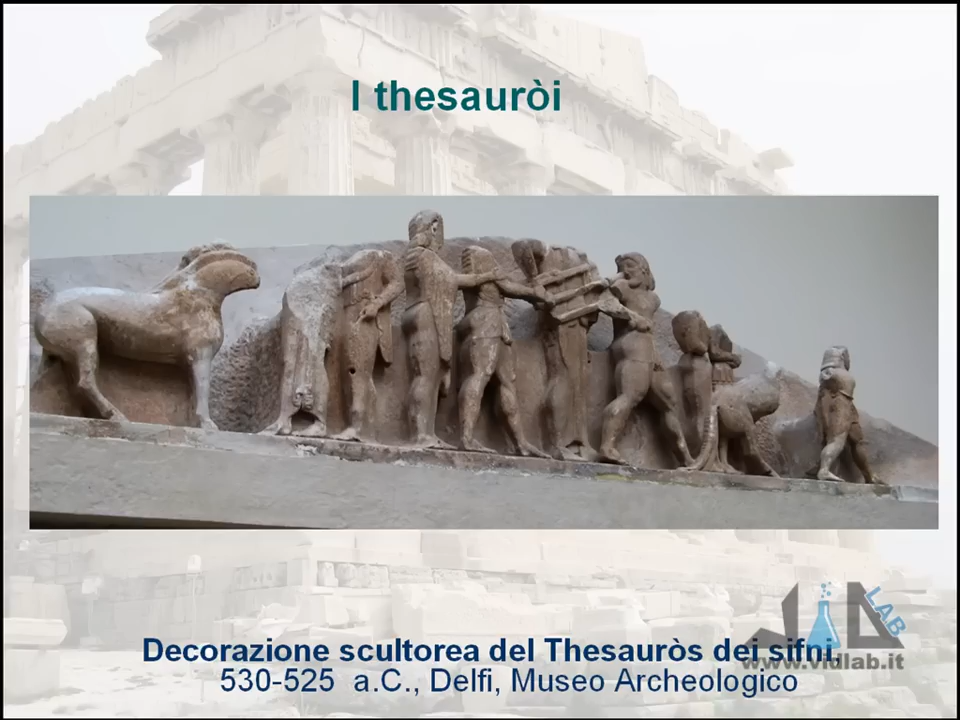 I thesauròi
LAB
Decorazione scultorea del Thesauròs dei sifni,
www.vidlab.it
530-525 a.C., Delfi, Museo Archeologico